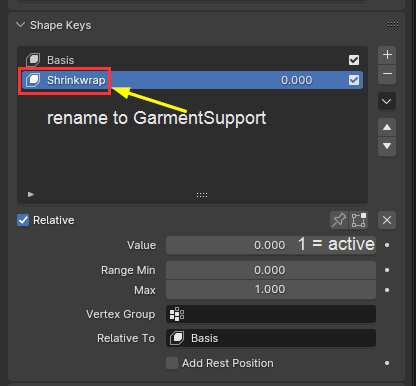 Shape Keys
Basis
Shrinkwrap 0.000
rename to GarmentSupport
Relative
Value 0.000 1 = active
Range Min 0.000
Max 1.000
Vertex Group
Relative To Basis
Add Rest Position